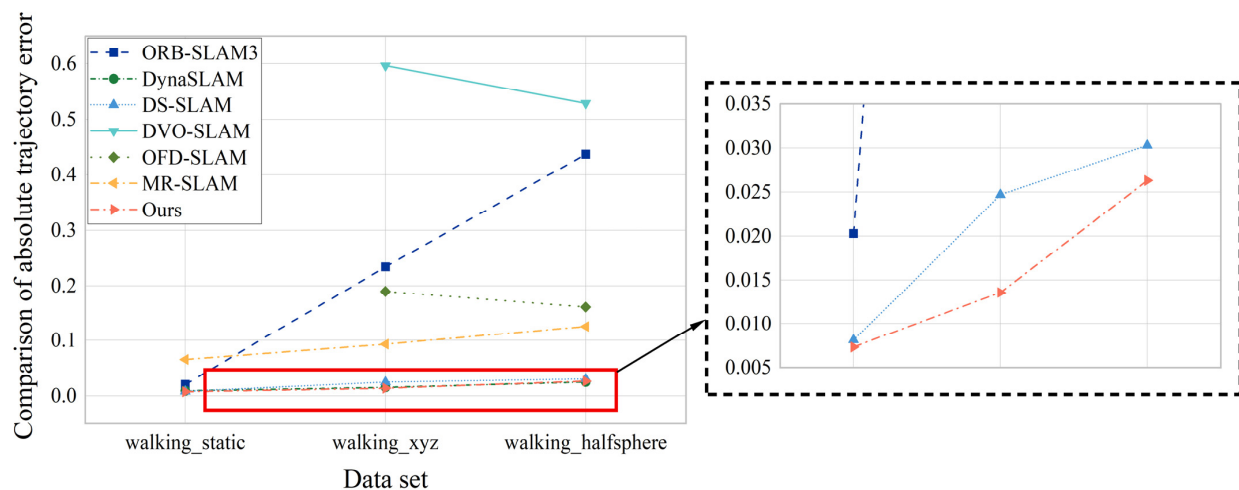 Comparison of absolute trajectory error
0.6
0.5
0.4
0.3
0.2
0.1
0.0
ORB-SLAM3
DynaSLAM
DS-SLAM
DVO-SLAM
OFD-SLAM
MR-SLAM
Ours
walking_static
walking_xyz
walking_halfsphere
Data set
0.035
0.030
0.025
0.020
0.015
0.010
0.005